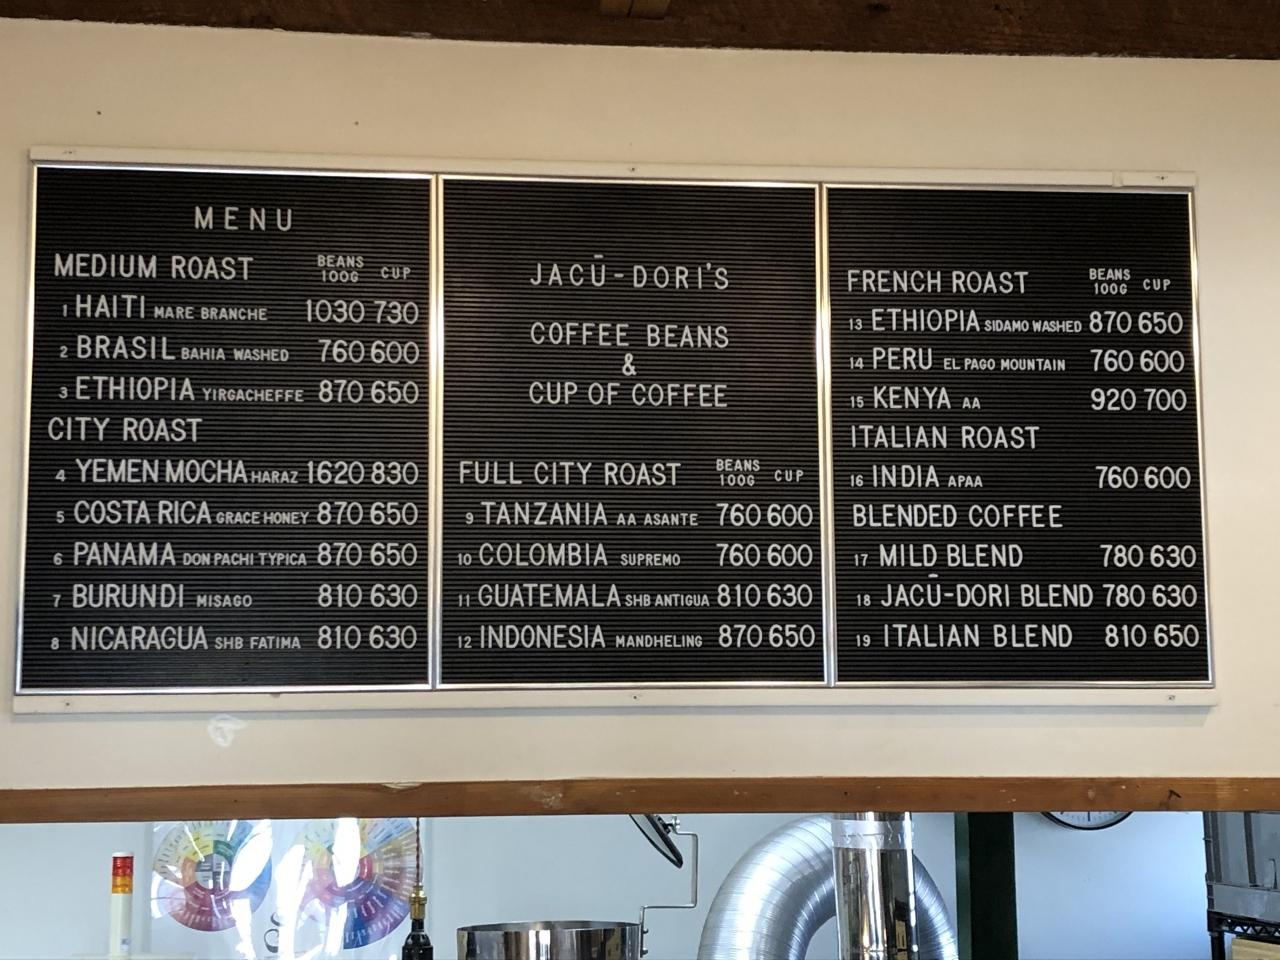 MENU
MEDIUM ROAST BEANS 100G CUP
1 HAITI MARE BRANCHE 1030 730
2 BRASIL BAHIA WASHED 760 600
3 ETHIOPIA YIRGACHEFFE 870 650
CITY ROAST
4 YEMEN MOCHA HARAZ 1620 830
5 COSTA RICA GRACE HONEY 870 650
6 PANAMA DON PACHI TYPICA 870 650
7 BURUNDI MISAGO 810 630
8 NICARAGUA SHB FATIMA 810 630
JACŪ-DORI'S
COFFEE BEANS
&
CUP OF COFFEE
FULL CITY ROAST BEANS 100G CUP
9 TANZANIA AA ASANTE 760 600
10 COLOMBIA SUPREMO 760 600
11 GUATEMALA SHB ANTIGUA 810 630
12 INDONESIA MANDHELING 870 650
FRENCH ROAST BEANS 100G CUP
13 ETHIOPIA SIDAMO WASHED 870 650
14 PERU EL PAGO MOUNTAIN 760 600
15 KENYA AA 920 700
ITALIAN ROAST
16 INDIA APAA 760 600
BLENDED COFFEE
17 MILD BLEND 780 630
18 JACŪ-DORI BLEND 780 630
19 ITALIAN BLEND 810 650